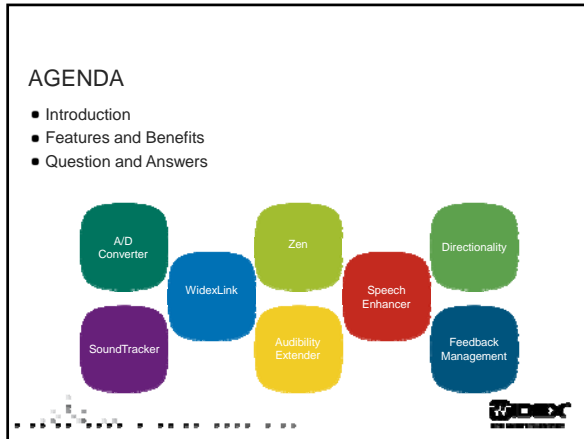 AGENDA
Introduction
Features and Benefits
Question and Answers
A/D
Converter
Zen
Directionality
WidexLink
Speech
Enhancer
SoundTracker
Audibility
Extender
Feedback
Management
WIDEX